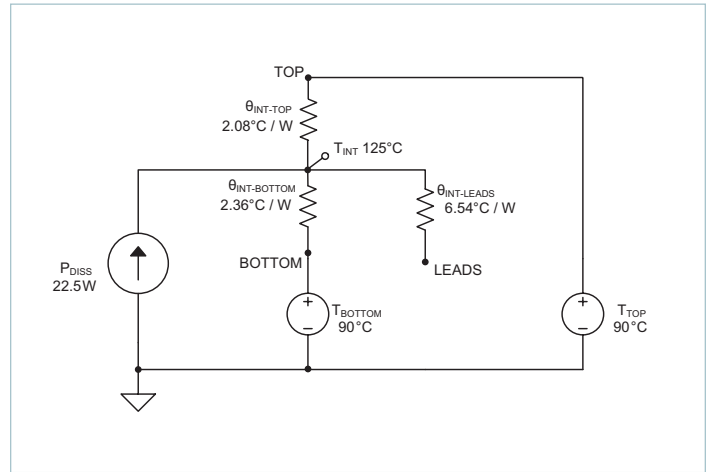 TOP
θINT-TOP
2.08°C / W
TINT 125°C
θINT-BOTTOM
2.36°C / W
θINT-LEADS
6.54°C / W
BOTTOM
LEADS
PDISS
22.5W
+
–
TBOTTOM
90°C
+
–
TTOP
90°C